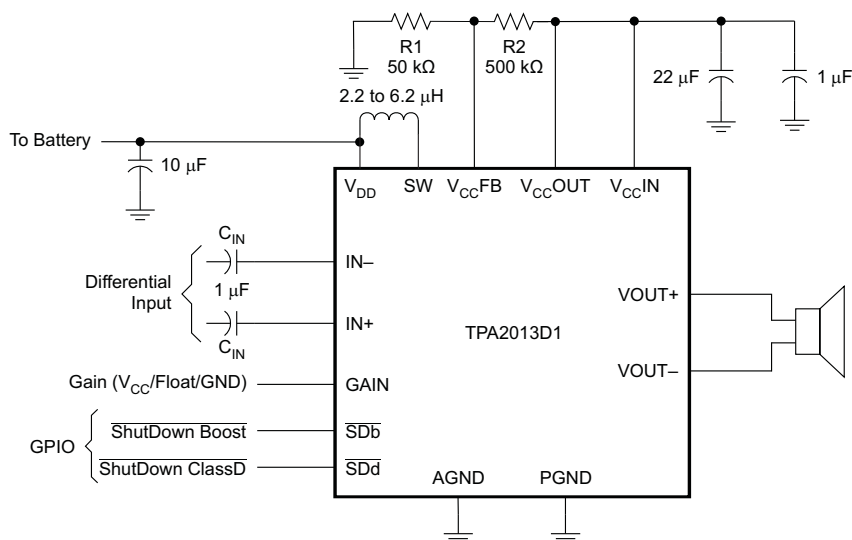 R1
50 kΩ
R2
500 kΩ
22 μF
1 μF
2.2 to 6.2 μH
To Battery
10 μF
VDD
SW
VCCFB
VCCOUT
VCCIN
CIN
IN–
Differential
Input
1 μF
IN+
CIN
VOUT+
TPA2013D1
VOUT–
Gain (VCC/Float/GND)
GAIN
GPIO
ShutDown Boost
SDb
ShutDown ClassD
SDd
AGND
PGND